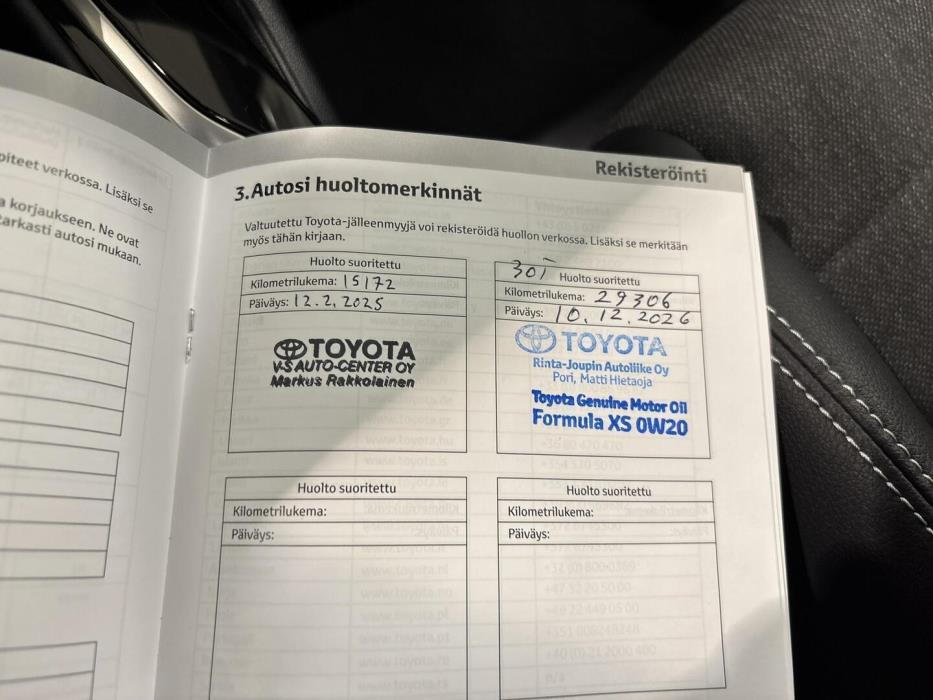 piteet verkossa. Lisäksi se
a korjaukseen. Ne ovat
tarkasti autosi mukaan.
Rekisteröinti
3. Autosi huoltomerkinnät
Valtuutettu Toyota-jälleenmyyjä voi rekisteröidä huollon verkossa. Lisäksi se merkitään
myös tähän kirjaan.
Huolto suoritettu
Kilometrilukema: 15172
Päiväys: 12.2.2025
TOYOTA
V-S AUTO-CENTER OY
Markus Rakkolainen
30T Huolto suoritettu
Kilometrilukema: 29306
Päiväys: 10.12.2026
TOYOTA
Rinta-Joupin Autoliike Oy
Pori, Matti Hietaoja
Toyota Genuine Motor Oil
Formula XS 0W20
Huolto suoritettu
Kilometrilukema:
Päiväys:
Huolto suoritettu
Kilometrilukema:
Päiväys: